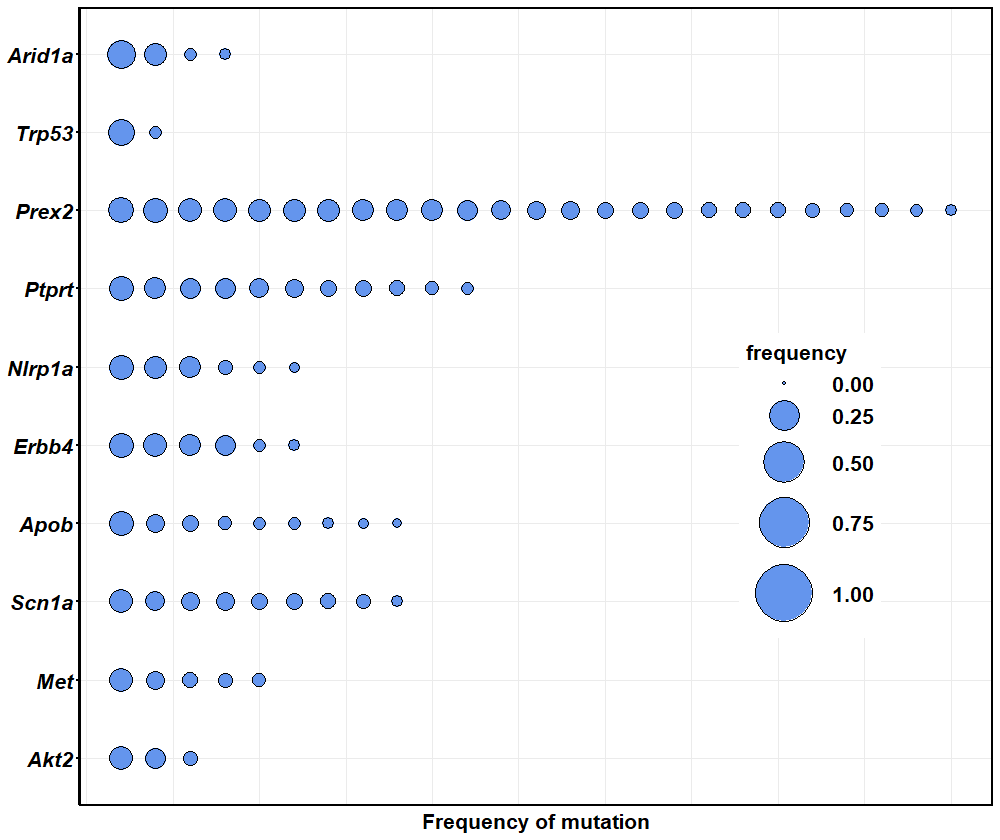 Arid1a
Trp53
Prex2
Ptprt
Nlrp1a
Erbb4
Apob
Scn1a
Met
Akt2
frequency
0.00
0.25
0.50
0.75
1.00
Frequency of mutation